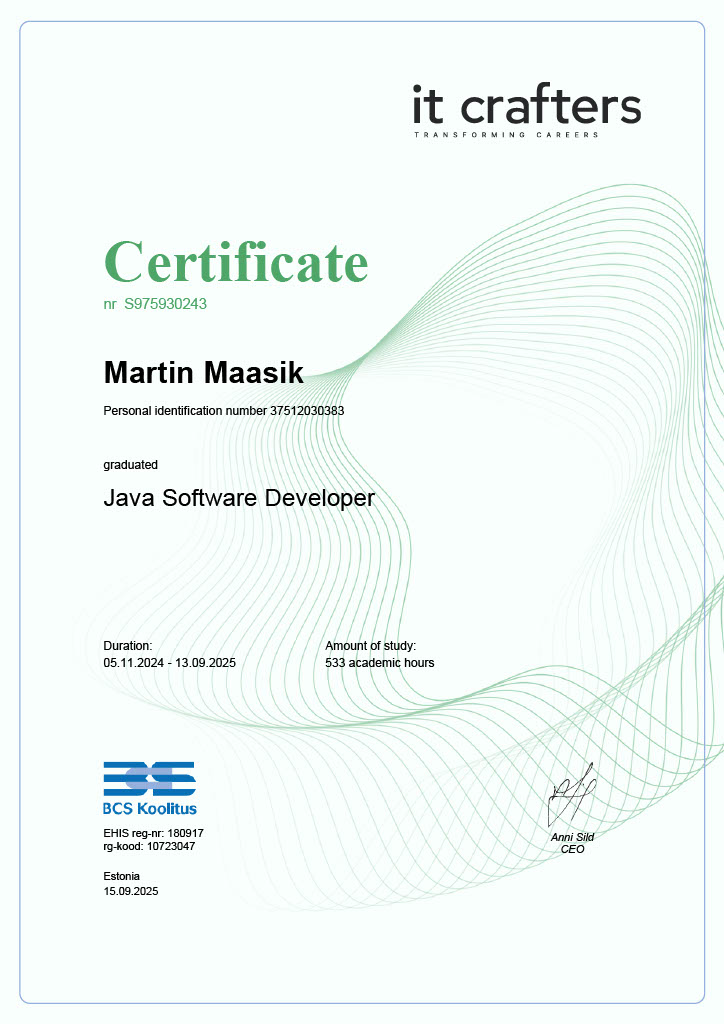 it crafters
TRANSFORMING CAREERS
Certificate
nr S975930243
Martin Maasik
Personal identification number 37512030383
graduated
Java Software Developer
Duration:
05.11.2024 - 13.09.2025
Amount of study:
533 academic hours
BCS Koolitus
EHIS reg-nr: 180917
rg-kood: 10723047
Anni Sild
CEO
Estonia
15.09.2025